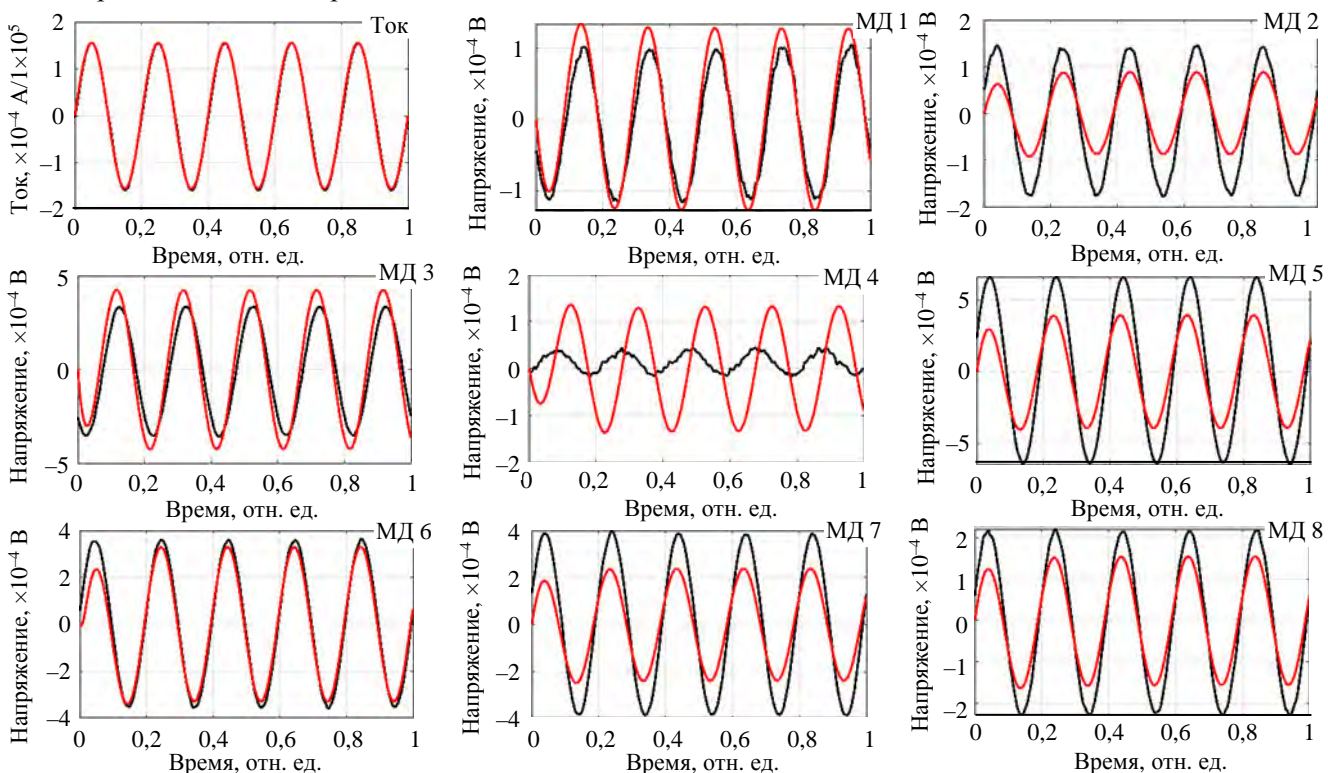 Ток
Ток, ×10⁻⁴ А/1×10⁵
2
1
0
–1
–2
0 0,2 0,4 0,6 0,8 1
Время, отн. ед.
МД 1
Напряжение, ×10⁻⁴ В
1
0
–1
0 0,2 0,4 0,6 0,8 1
Время, отн. ед.
МД 2
Напряжение, ×10⁻⁴ В
2
1
0
–1
–2
0 0,2 0,4 0,6 0,8 1
Время, отн. ед.
МД 3
Напряжение, ×10⁻⁴ В
5
0
–5
0 0,2 0,4 0,6 0,8 1
Время, отн. ед.
МД 4
Напряжение, ×10⁻⁴ В
2
1
0
–1
–2
0 0,2 0,4 0,6 0,8 1
Время, отн. ед.
МД 5
Напряжение, ×10⁻⁴ В
5
0
–5
0 0,2 0,4 0,6 0,8 1
Время, отн. ед.
МД 6
Напряжение, ×10⁻⁴ В
4
2
0
–2
–4
0 0,2 0,4 0,6 0,8 1
Время, отн. ед.
МД 7
Напряжение, ×10⁻⁴ В
4
2
0
–2
–4
0 0,2 0,4 0,6 0,8 1
Время, отн. ед.
МД 8
Напряжение, ×10⁻⁴ В
2
1
0
–1
–2
0 0,2 0,4 0,6 0,8 1
Время, отн. ед.